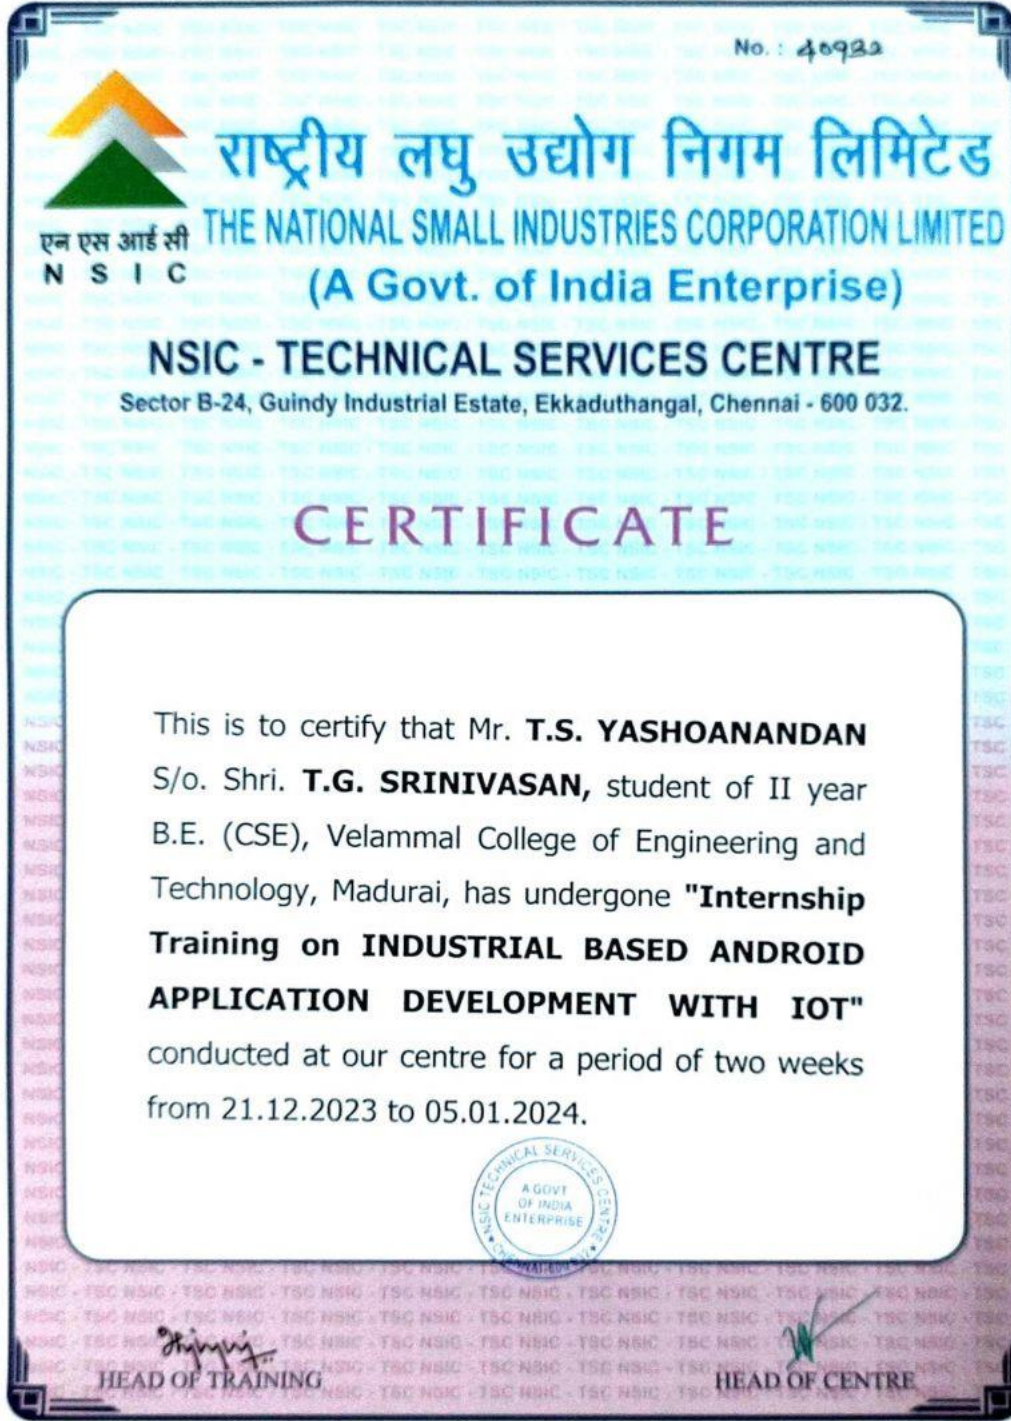 No. : 40932
राष्ट्रीय लघु उद्योग निगम लिमिटेड
एन एस आई सी
THE NATIONAL SMALL INDUSTRIES CORPORATION LIMITED
N S I C
(A Govt. of India Enterprise)
NSIC - TECHNICAL SERVICES CENTRE
Sector B-24, Guindy Industrial Estate, Ekkaduthangal, Chennai - 600 032.
CERTIFICATE
This is to certify that Mr. T.S. YASHOANANDAN
S/o. Shri. T.G. SRINIVASAN, student of II year
B.E. (CSE), Velammal College of Engineering and
Technology, Madurai, has undergone "Internship
Training on INDUSTRIAL BASED ANDROID
APPLICATION DEVELOPMENT WITH IOT"
conducted at our centre for a period of two weeks
from 21.12.2023 to 05.01.2024.
NSIC TECHNICAL SERVICES CENTRE
A GOVT
OF INDIA
ENTERPRISE
HEAD OF TRAINING
HEAD OF CENTRE